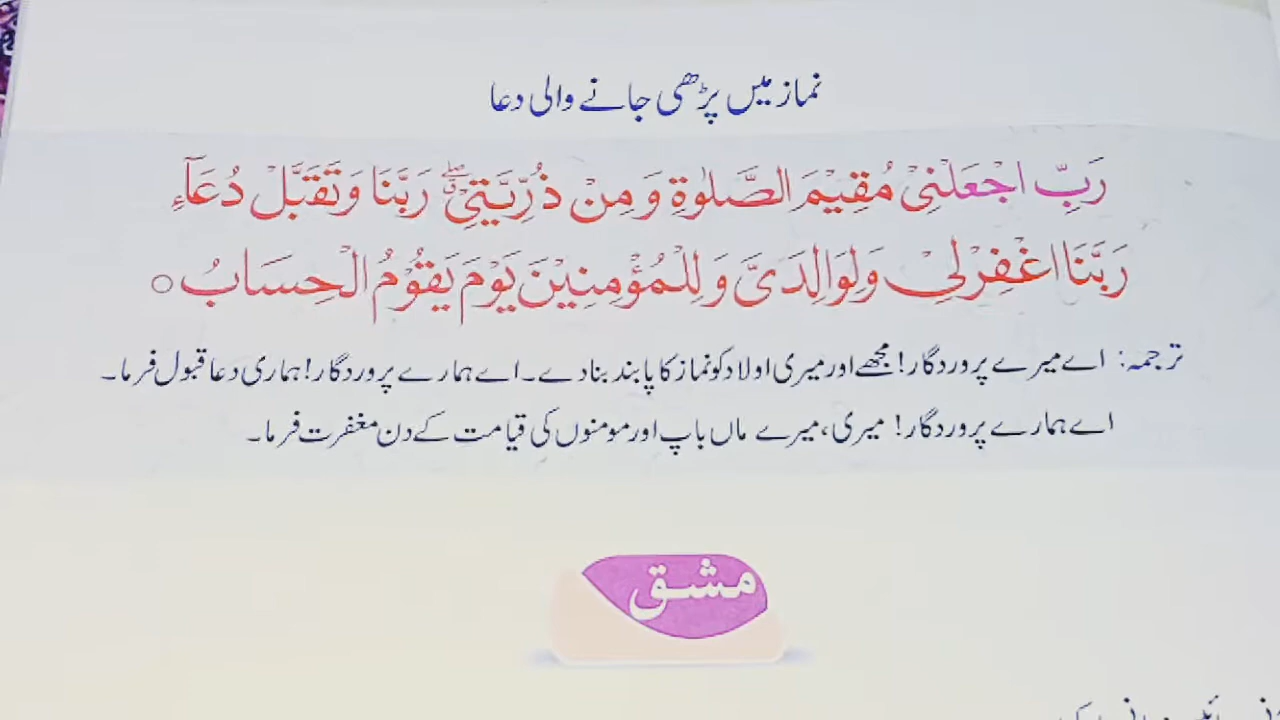 نماز میں پڑھی جانے والی دعا
رَبِّ اجْعَلْنِیْ مُقِیْمَ الصَّلٰوةِ وَ مِنْ ذُرِّیَّتِیْ ۖۗ رَبَّنَا وَتَقَبَّلْ دُعَآءِ
رَبَّنَا اغْفِرْلِیْ وَلِوَالِدَیَّ وَ لِلْمُؤْمِنِیْنَ یَوْمَ یَقُوْمُ الْحِسَابُ ○
ترجمہ: اے میرے پروردگار! مجھے اور میری اولاد کو نماز کا پابند بنا دے۔ اے ہمارے پروردگار! ہماری دعا قبول فرما۔
اے ہمارے پروردگار! میری، میرے ماں باپ اور مومنوں کی قیامت کے دن مغفرت فرما۔
مشق